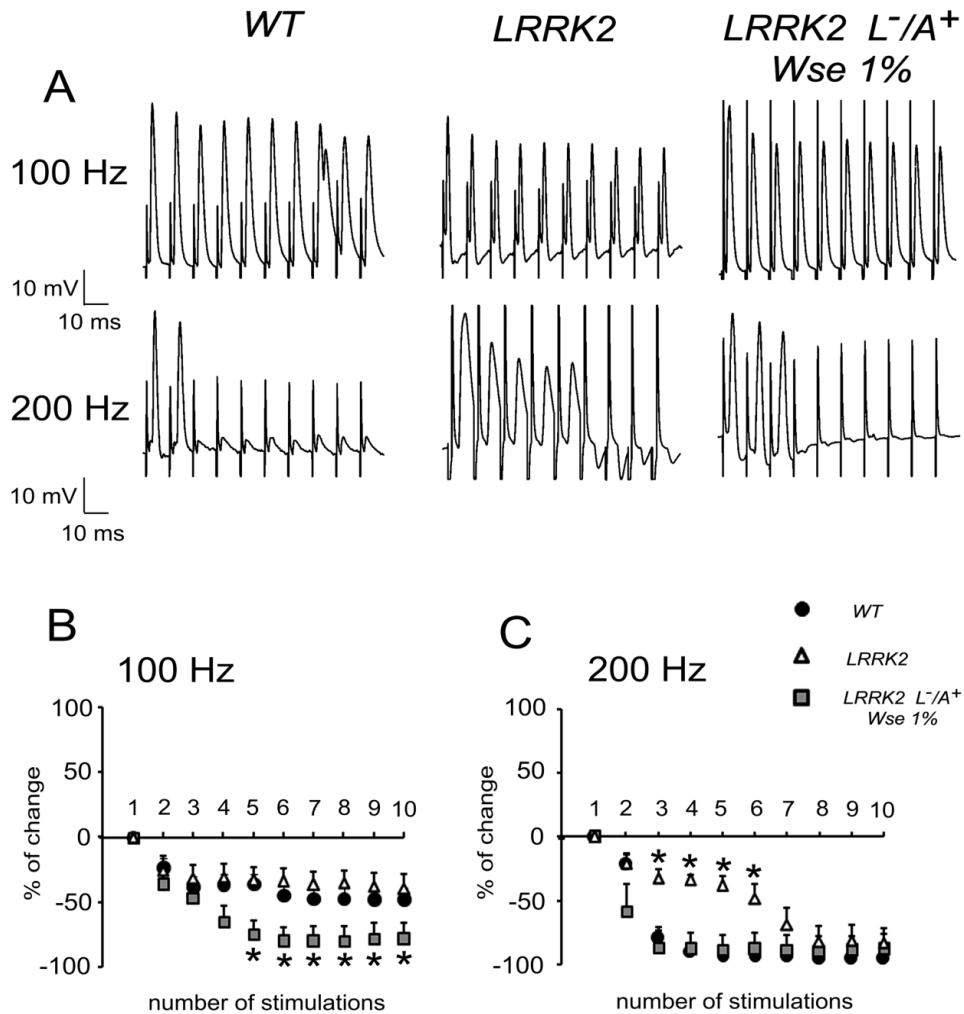 WT
LRRK2
LRRK2 L⁻/A⁺
Wse 1%
A
100 Hz
10 mV
10 ms
200 Hz
10 mV
10 ms
B
100 Hz
100
50
0
-50
-100
% of change
1 2 3 4 5 6 7 8 9 10
* * * * * *
number of stimulations
C
200 Hz
WT
LRRK2
LRRK2 L⁻/A⁺
Wse 1%
100
50
0
-50
-100
% of change
1 2 3 4 5 6 7 8 9 10
* * * *
number of stimulations